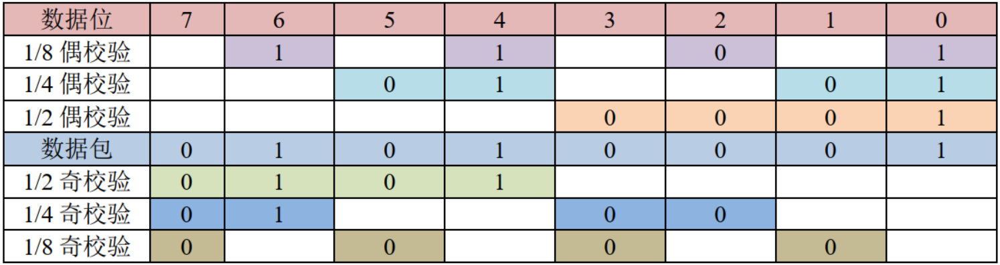 数据位 7 6 5 4 3 2 1 0
1/8 偶校验 1 1 0 1
1/4 偶校验 0 1 0 1
1/2 偶校验 0 0 0 1
数据包 0 1 0 1 0 0 0 1
1/2 奇校验 0 1 0 1
1/4 奇校验 0 1 0 0
1/8 奇校验 0 0 0 0